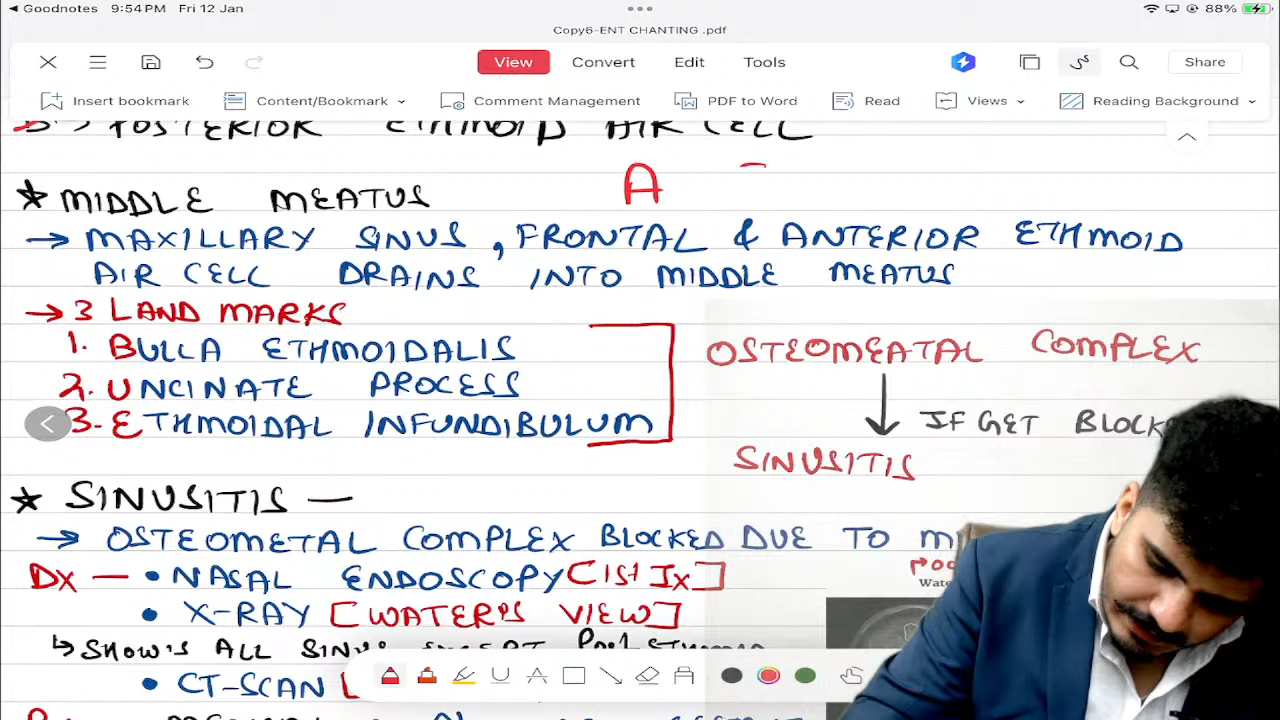 Goodnotes 9:54PM Fri 12 Jan 88%
Copy6-ENT CHANTING .pdf
View Convert Edit Tools Share
Insert bookmark Content/Bookmark Comment Management PDF to Word Read Views Reading Background
POSTERIOR ETHMOID AIR CELL
A
MIDDLE MEATUS
→ MAXILLARY SINUS, FRONTAL & ANTERIOR ETHMOID
AIR CELL DRAINS INTO MIDDLE MEATUS
→ 3 LAND MARKS
1. BULLA ETHMOIDALIS
2. UNCINATE PROCESS
3. ETHMOIDAL INFUNDIBULUM
OSTEOMEATAL COMPLEX
IF GET BLOCK
SINUSITIS
SINUSITIS —
→ OSTEOMETAL COMPLEX BLOCKED DUE TO M
DX — • NASAL ENDOSCOPY [1st Ix]
• X-RAY [WATER'S VIEW]
↳ SHOW'S ALL SINUS EXCEPT
• CT-SCAN [
Wate